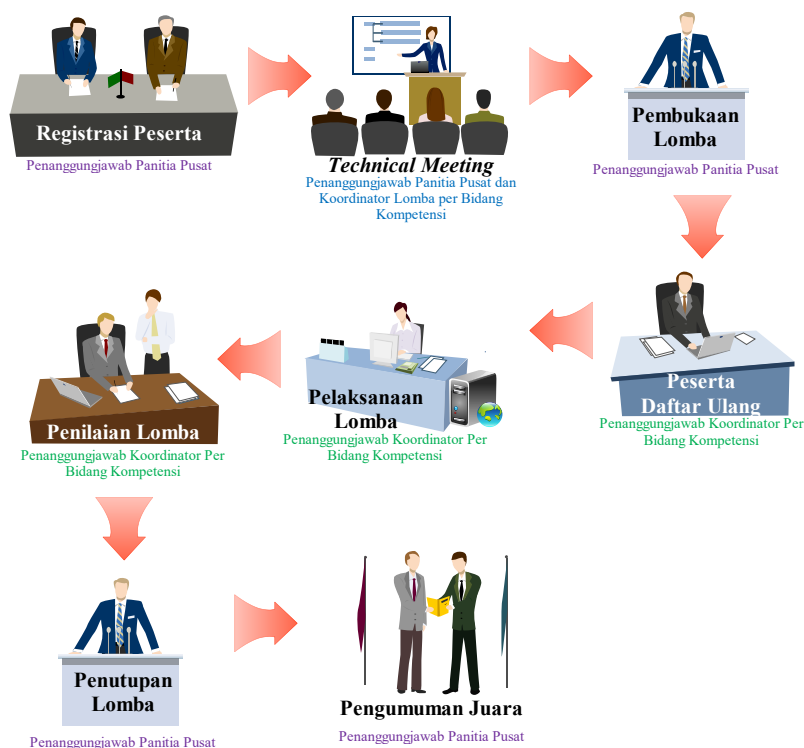 Registrasi Peserta
Penanggungjawab Panitia Pusat
Technical Meeting
Penanggungjawab Panitia Pusat dan
Koordinator Lomba per Bidang
Kompetensi
Pembukaan
Lomba
Penanggungjawab Panitia Pusat
Peserta
Daftar Ulang
Penanggungjawab Koordinator Per
Bidang Kompetensi
Pelaksanaan
Lomba
Penanggungjawab Koordinator Per
Bidang Kompetensi
Penilaian Lomba
Penanggungjawab Koordinator Per
Bidang Kompetensi
Penutupan
Lomba
Penanggungjawab Panitia Pusat
Pengumuman Juara
Penanggungjawab Panitia Pusat